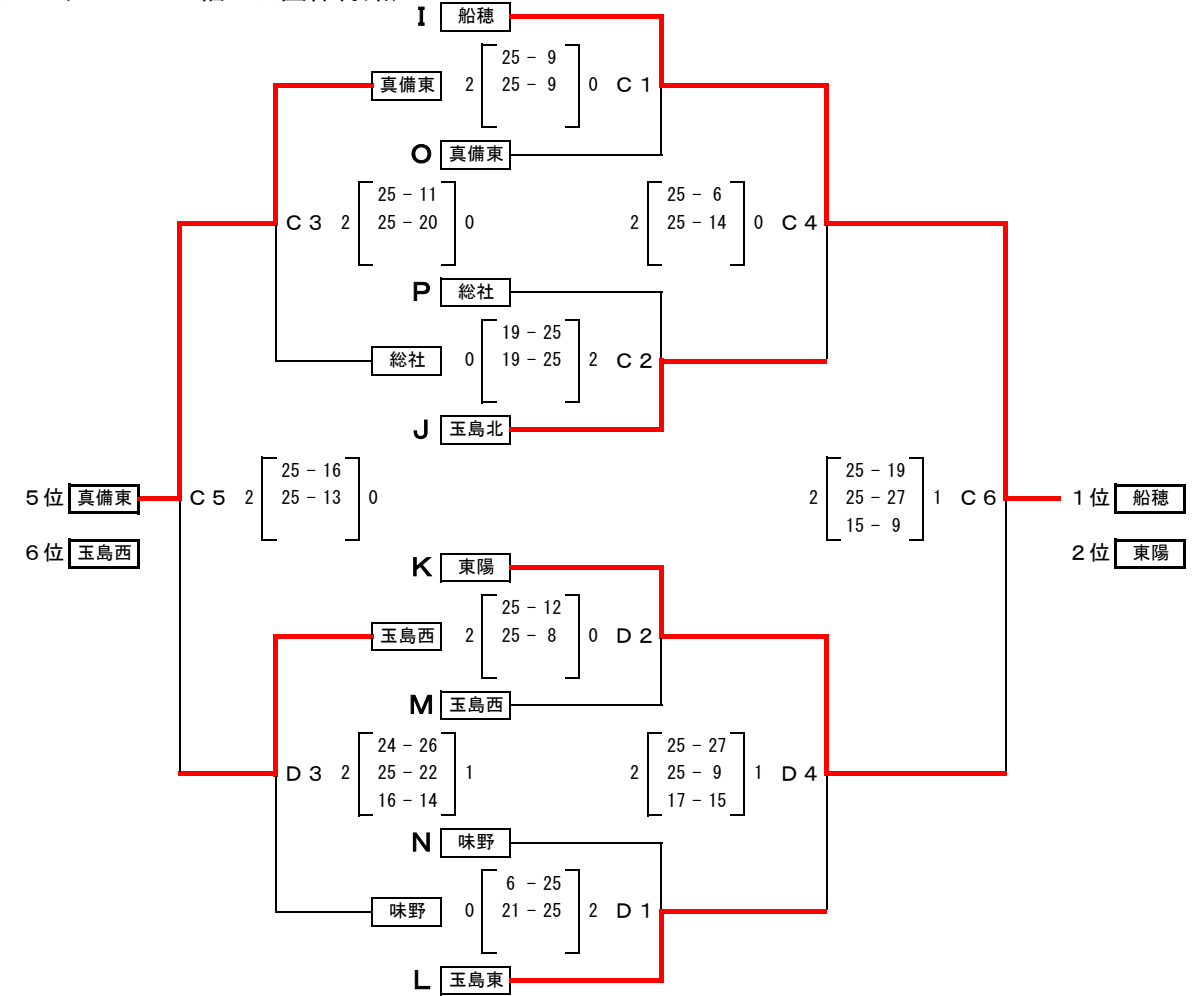 I 船穂
25 - 9
真備東 2 25 - 9 0 C1
O 真備東
25 - 11 25 - 6
C3 2 25 - 20 0 2 25 - 14 0 C4
P 総社
19 - 25
総社 0 19 - 25 2 C2
J 玉島北
25 - 16 25 - 19
5位 真備東 C5 2 25 - 13 0 2 25 - 27 1 C6 1位 船穂
15 - 9
6位 玉島西 2位 東陽
K 東陽
25 - 12
玉島西 2 25 - 8 0 D2
M 玉島西
24 - 26 25 - 27
D3 2 25 - 22 1 2 25 - 9 1 D4
16 - 14 17 - 15
N 味野
6 - 25
味野 0 21 - 25 2 D1
L 玉島東